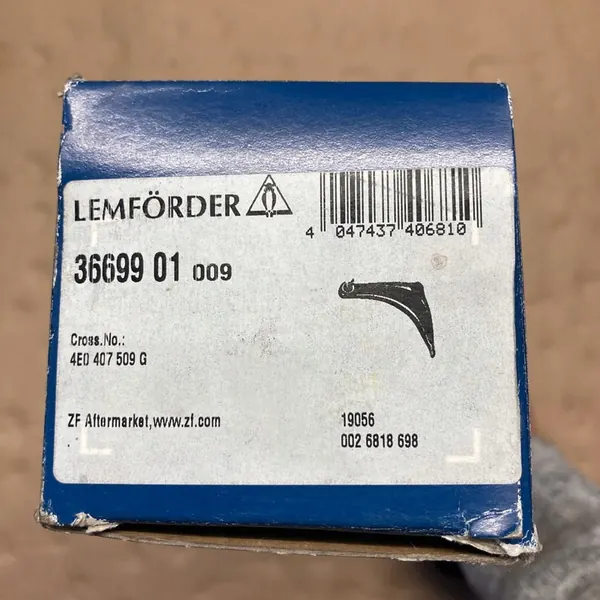 LEMFÖRDER
4 047437 406810
36699 01 009
Cross.No.:
4E0 407 509 G
ZF Aftermarket,www.zf.com
19056
002 6818 698